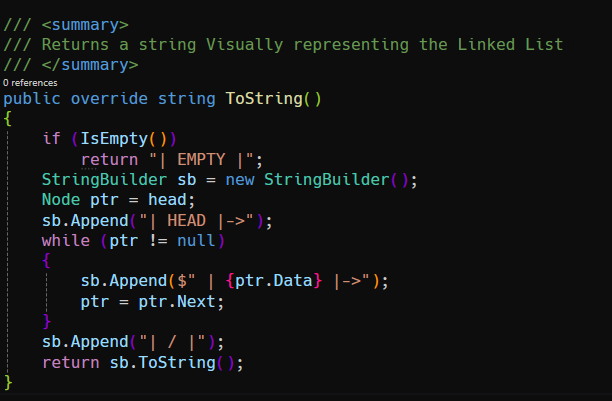 /// <summary>
/// Returns a string Visually representing the Linked List
/// </summary>
0 references
public override string ToString()
{
    if (IsEmpty())
        return "| EMPTY |";
    StringBuilder sb = new StringBuilder();
    Node ptr = head;
    sb.Append("| HEAD |->");
    while (ptr != null)
    {
        sb.Append($" | {ptr.Data} |->");
        ptr = ptr.Next;
    }
    sb.Append("| / |");
    return sb.ToString();
}